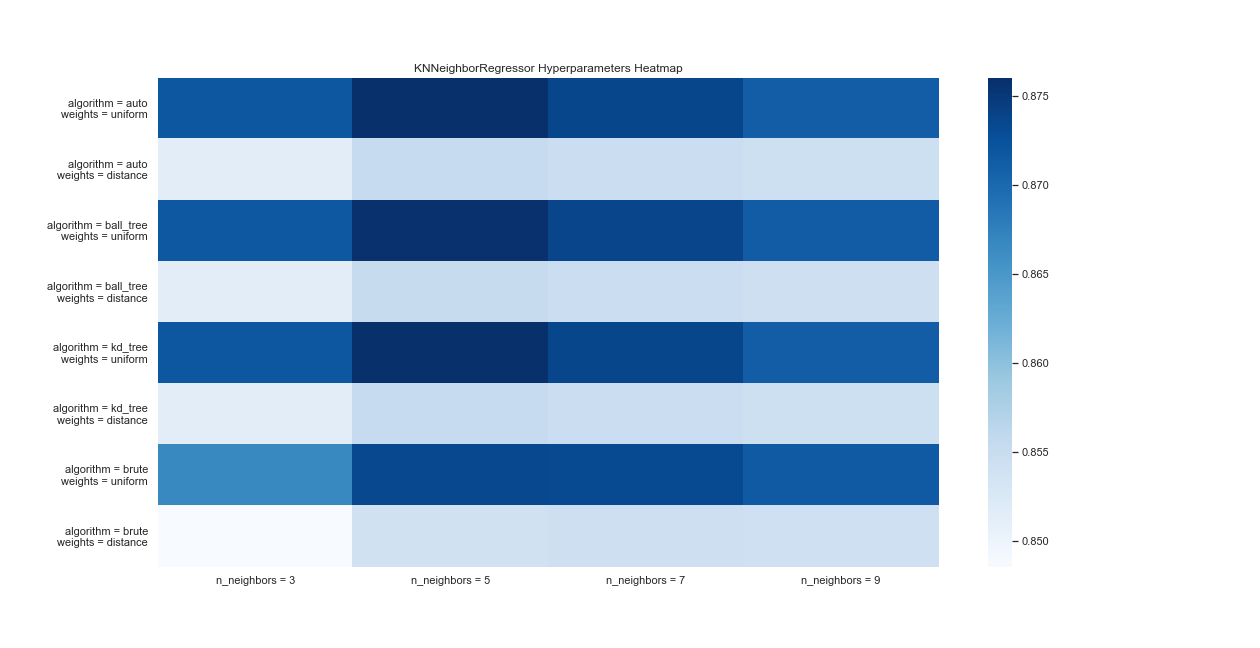 KNNeighborRegressor Hyperparameters Heatmap
algorithm = auto
weights = uniform
algorithm = auto
weights = distance
algorithm = ball_tree
weights = uniform
algorithm = ball_tree
weights = distance
algorithm = kd_tree
weights = uniform
algorithm = kd_tree
weights = distance
algorithm = brute
weights = uniform
algorithm = brute
weights = distance
n_neighbors = 3
n_neighbors = 5
n_neighbors = 7
n_neighbors = 9
0.875
0.870
0.865
0.860
0.855
0.850